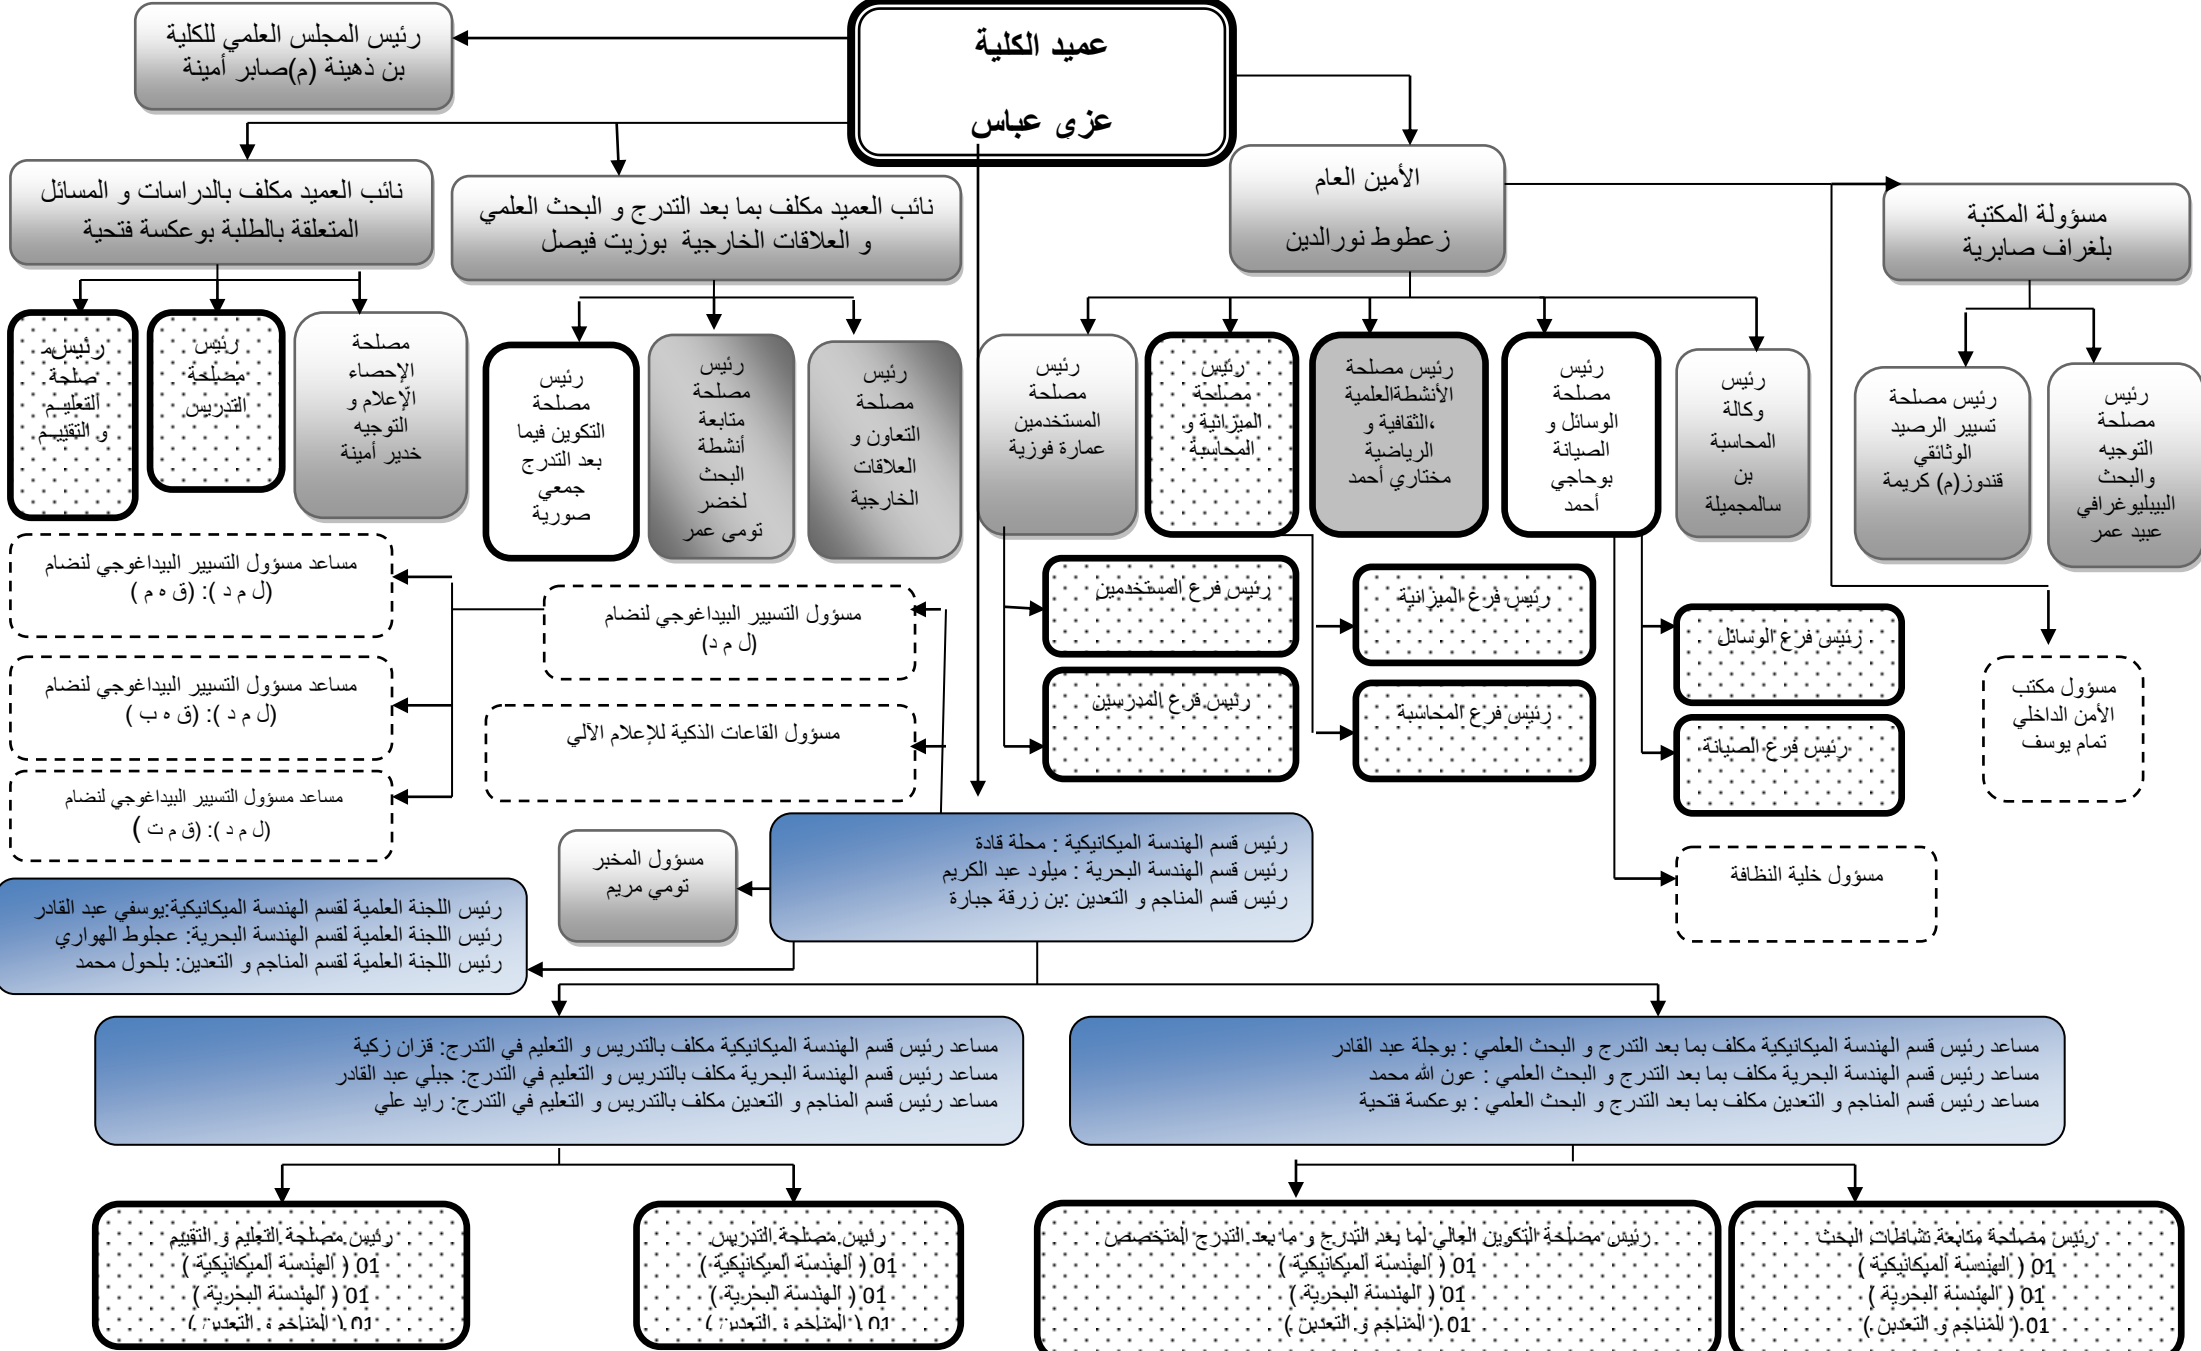 عميد الكلية
عزى عباس
رئيس المجلس العلمي للكلية
بن ذهينة (م)صابر أمينة
الأمين العام
زعطوط نورالدين
مسؤولة المكتبة
بلغراف صابرية
نائب العميد مكلف بما بعد التدرج و البحث العلمي
و العلاقات الخارجية بوزيت فيصل
نائب العميد مكلف بالدراسات و المسائل
المتعلقة بالطلبة بوعكسة فتحية
رئيس
مصلحة
التوجيه
والبحث
البيبليوغرافي
عبيد عمر
رئيس مصلحة
تسيير الرصيد
الوثائقي
قندوز(م) كريمة
رئيس
وكالة
المحاسبة
بن
سالمجميلة
رئيس
مصلحة
الوسائل و
الصيانة
بوحاجي
أحمد
رئيس مصلحة
الأنشطةالعلمية
،الثقافية و
الرياضية
مختاري أحمد
رئيس
مصلحة
الميزانية و
المحاسبة
رئيس
مصلحة
المستخدمين
عمارة فوزية
رئيس
مصلحة
التعاون و
العلاقات
الخارجية
رئيس
مصلحة
متابعة
أنشطة
البحث
لخضر
تومى عمر
رئيس
مصلحة
التكوين فيما
بعد التدرج
جمعي
صورية
مصلحة
الإحصاء
الّإعلام و
التوجيه
خدير أمينة
رئيس
مصلحة
التدريس
رئيسم
صلحة
التعليم
و التقييم
مساعد مسؤول التسيير البيداغوجي لنضام
(ل م د ): (ق ه م )
مساعد مسؤول التسيير البيداغوجي لنضام
(ل م د ): (ق ه ب )
مساعد مسؤول التسيير البيداغوجي لنضام
(ل م د ): (ق م ت )
مسؤول التسيير البيداغوجي لنضام
(ل م د)
مسؤول القاعات الذكية للإعلام الآلي
رئيس فرع المستخدمين
رئيس فرع المدرسين
رئيس فرع الميزانية
رئيس فرع المحاسبة
رئيس فرع الوسائل
رئيس فرع الصيانة
مسؤول مكتب
الأمن الداخلي
تمام يوسف
مسؤول خلية النظافة
رئيس قسم الهندسة الميكانيكية : محلة قادة
رئيس قسم الهندسة البحرية : ميلود عبد الكريم
رئيس قسم المناجم و التعدين :بن زرقة جبارة
مسؤول المخبر
تومي مريم
رئيس اللجنة العلمية لقسم الهندسة الميكانيكية:يوسفي عبد القادر
رئيس اللجنة العلمية لقسم الهندسة البحرية: عجلوط الهواري
رئيس اللجنة العلمية لقسم المناجم و التعدين: بلحول محمد
مساعد رئيس قسم الهندسة الميكانيكية مكلف بما بعد التدرج و البحث العلمي : بوجلة عبد القادر
مساعد رئيس قسم الهندسة البحرية مكلف بما بعد التدرج و البحث العلمي : عون الله محمد
مساعد رئيس قسم المناجم و التعدين مكلف بما بعد التدرج و البحث العلمي : بوعكسة فتحية
مساعد رئيس قسم الهندسة الميكانيكية مكلف بالتدريس و التعليم في التدرج: قزان زكية
مساعد رئيس قسم الهندسة البحرية مكلف بالتدريس و التعليم في التدرج: جبلي عبد القادر
مساعد رئيس قسم المناجم و التعدين مكلف بالتدريس و التعليم في التدرج: رايد علي
رئيس مصلحة متابعة نشاطات البحث
01 ( الهندسة الميكانيكية )
01 ( الهندسة البحرية )
01 ( المناجم و التعدين )
رئيس مصلحة التكوين العالي لما بعد التدرج و ما بعد التدرج المتخصص
01 ( الهندسة الميكانيكية )
01 ( الهندسة البحرية )
01 ( المناجم و التعدين )
رئيس مصلحة التدريس
01 ( الهندسة الميكانيكية )
01 ( الهندسة البحرية )
01 ( المناجم و التعدين )
رئيس مصلحة التعليم و التقييم
01 ( الهندسة الميكانيكية )
01 ( الهندسة البحرية )
01 ( المناجم و التعدين )